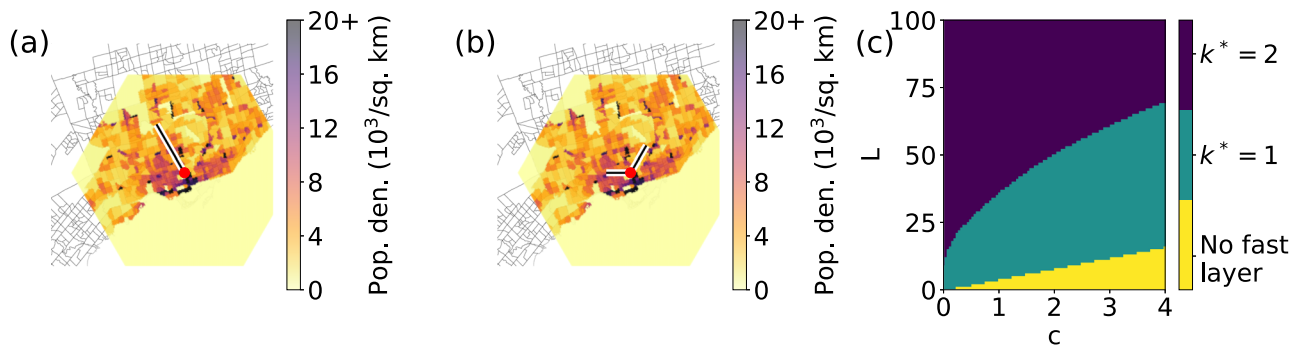 (a)
20+
16
12
8
4
0
Pop. den. (10³/sq. km)
(b)
20+
16
12
8
4
0
Pop. den. (10³/sq. km)
(c)
100
75
50
25
0
L
0
1
2
3
4
c
k* = 2
k* = 1
No fast
layer